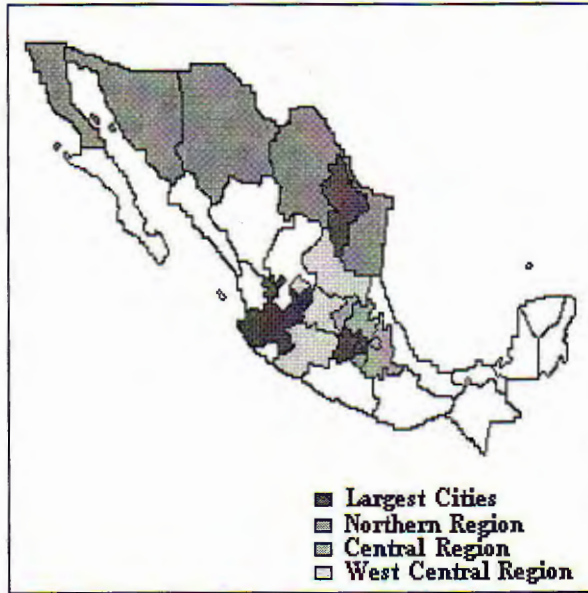 Largest Cities
Northern Region
Central Region
West Central Region